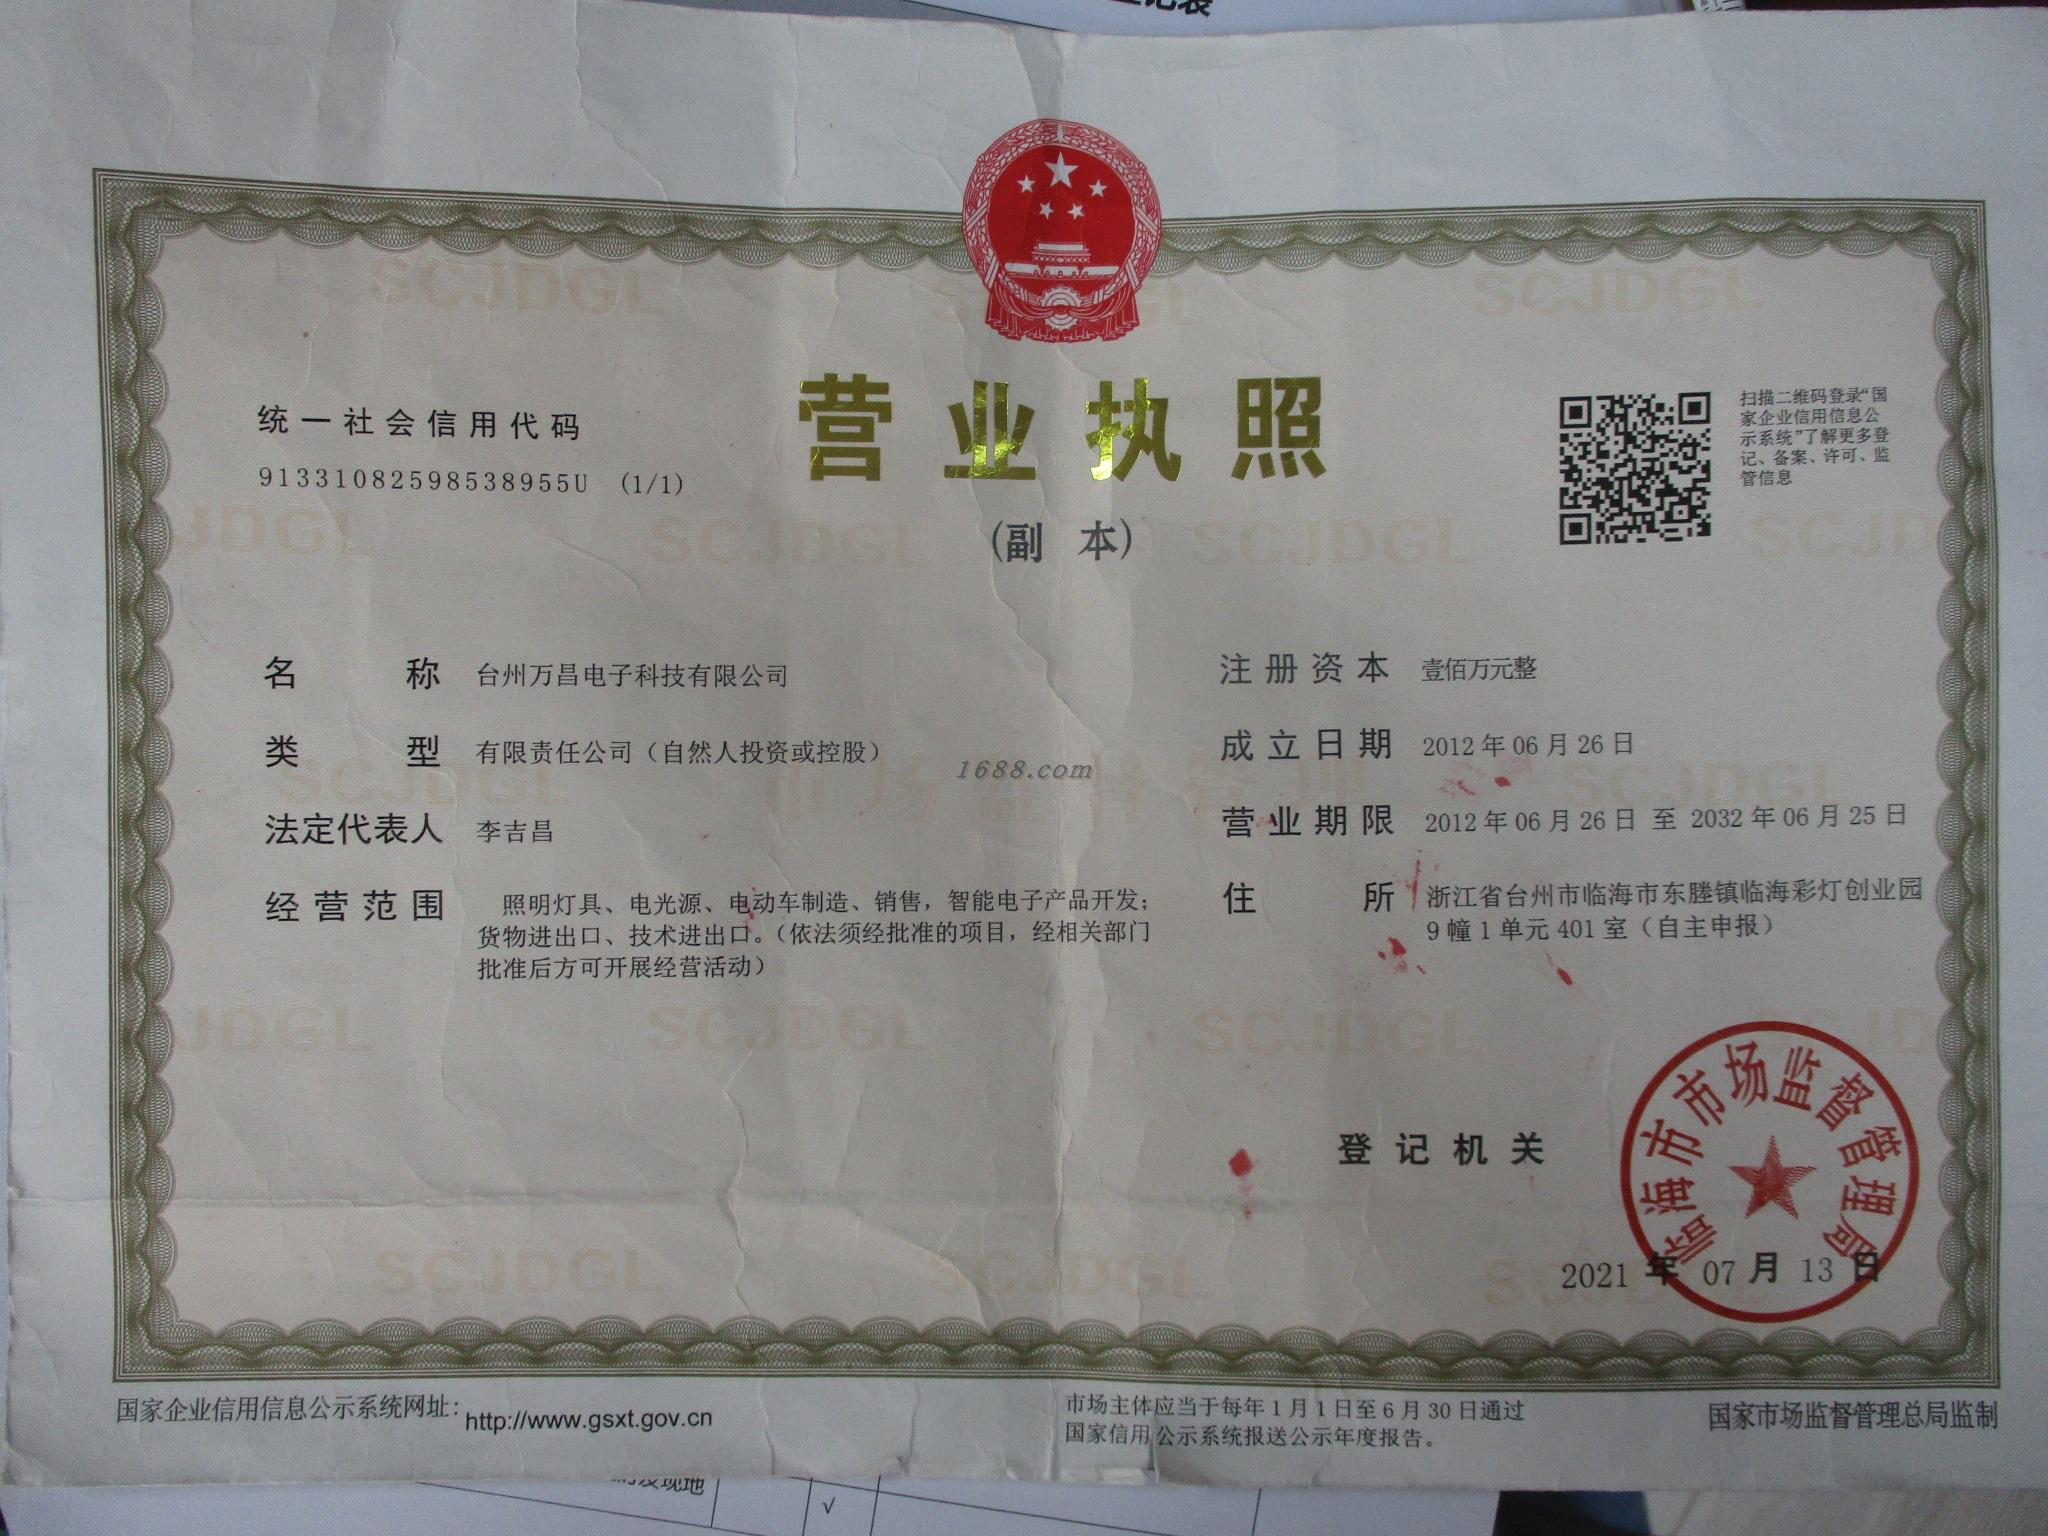 登记表
营业执照
(副 本)
统一社会信用代码
91331082598538955U (1/1)
扫描二维码登录“国
家企业信用信息公
示系统”了解更多登
记、备案、许可、监
管信息
名 称 台州万昌电子科技有限公司
类 型 有限责任公司（自然人投资或控股）
法定代表人 李吉昌
经营范围 照明灯具、电光源、电动车制造、销售，智能电子产品开发；
货物进出口、技术进出口。（依法须经批准的项目，经相关部门
批准后方可开展经营活动）
注册资本 壹佰万元整
成立日期 2012年06月26日
营业期限 2012年06月26日 至 2032年06月25日
住 所 浙江省台州市临海市东塍镇临海彩灯创业园
9幢1单元401室（自主申报）
1688.com
登记机关
临海市市场监督管理局
2021 年 07 月 13 日
国家企业信用信息公示系统网址：http://www.gsxt.gov.cn
市场主体应当于每年1月1日至6月30日通过
国家信用公示系统报送公示年度报告。
国家市场监督管理总局监制
发现地
√
SCJDGL
市场监督管理